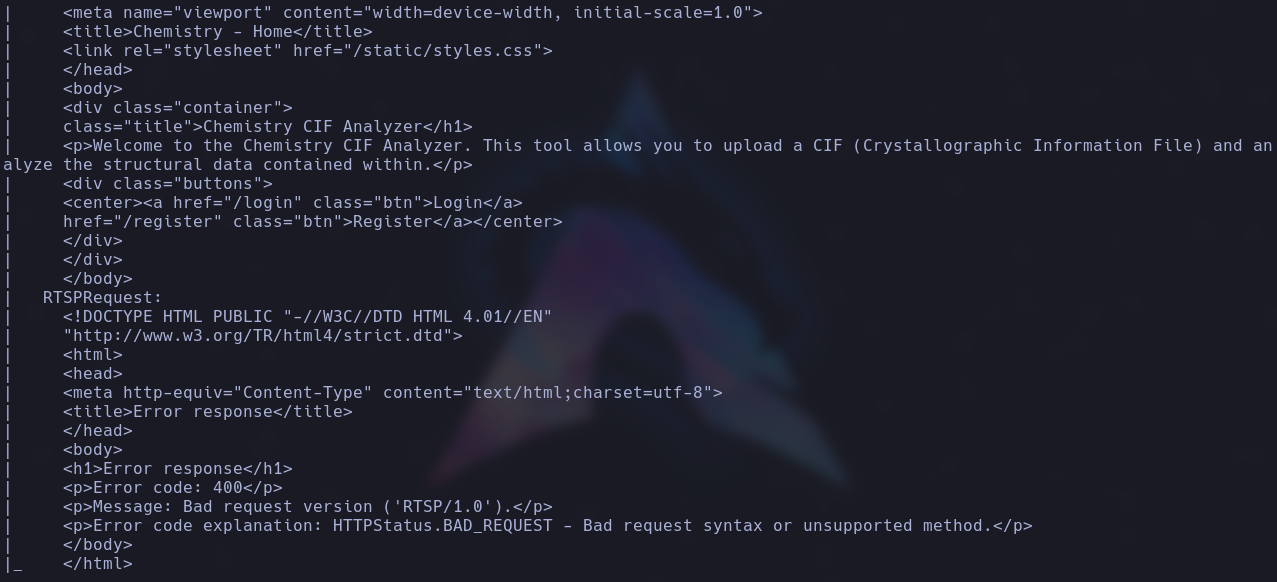 |     <meta name="viewport" content="width=device-width, initial-scale=1.0">
|     <title>Chemistry - Home</title>
|     <link rel="stylesheet" href="/static/styles.css">
|     </head>
|     <body>
|     <div class="container">
|     class="title">Chemistry CIF Analyzer</h1>
|     <p>Welcome to the Chemistry CIF Analyzer. This tool allows you to upload a CIF (Crystallographic Information File) and an
alyze the structural data contained within.</p>
|     <div class="buttons">
|     <center><a href="/login" class="btn">Login</a>
|     href="/register" class="btn">Register</a></center>
|     </div>
|     </div>
|     </body>
|   RTSPRequest:
|     <!DOCTYPE HTML PUBLIC "-//W3C//DTD HTML 4.01//EN"
|     "http://www.w3.org/TR/html4/strict.dtd">
|     <html>
|     <head>
|     <meta http-equiv="Content-Type" content="text/html;charset=utf-8">
|     <title>Error response</title>
|     </head>
|     <body>
|     <h1>Error response</h1>
|     <p>Error code: 400</p>
|     <p>Message: Bad request version ('RTSP/1.0').</p>
|     <p>Error code explanation: HTTPStatus.BAD_REQUEST - Bad request syntax or unsupported method.</p>
|     </body>
|_    </html>